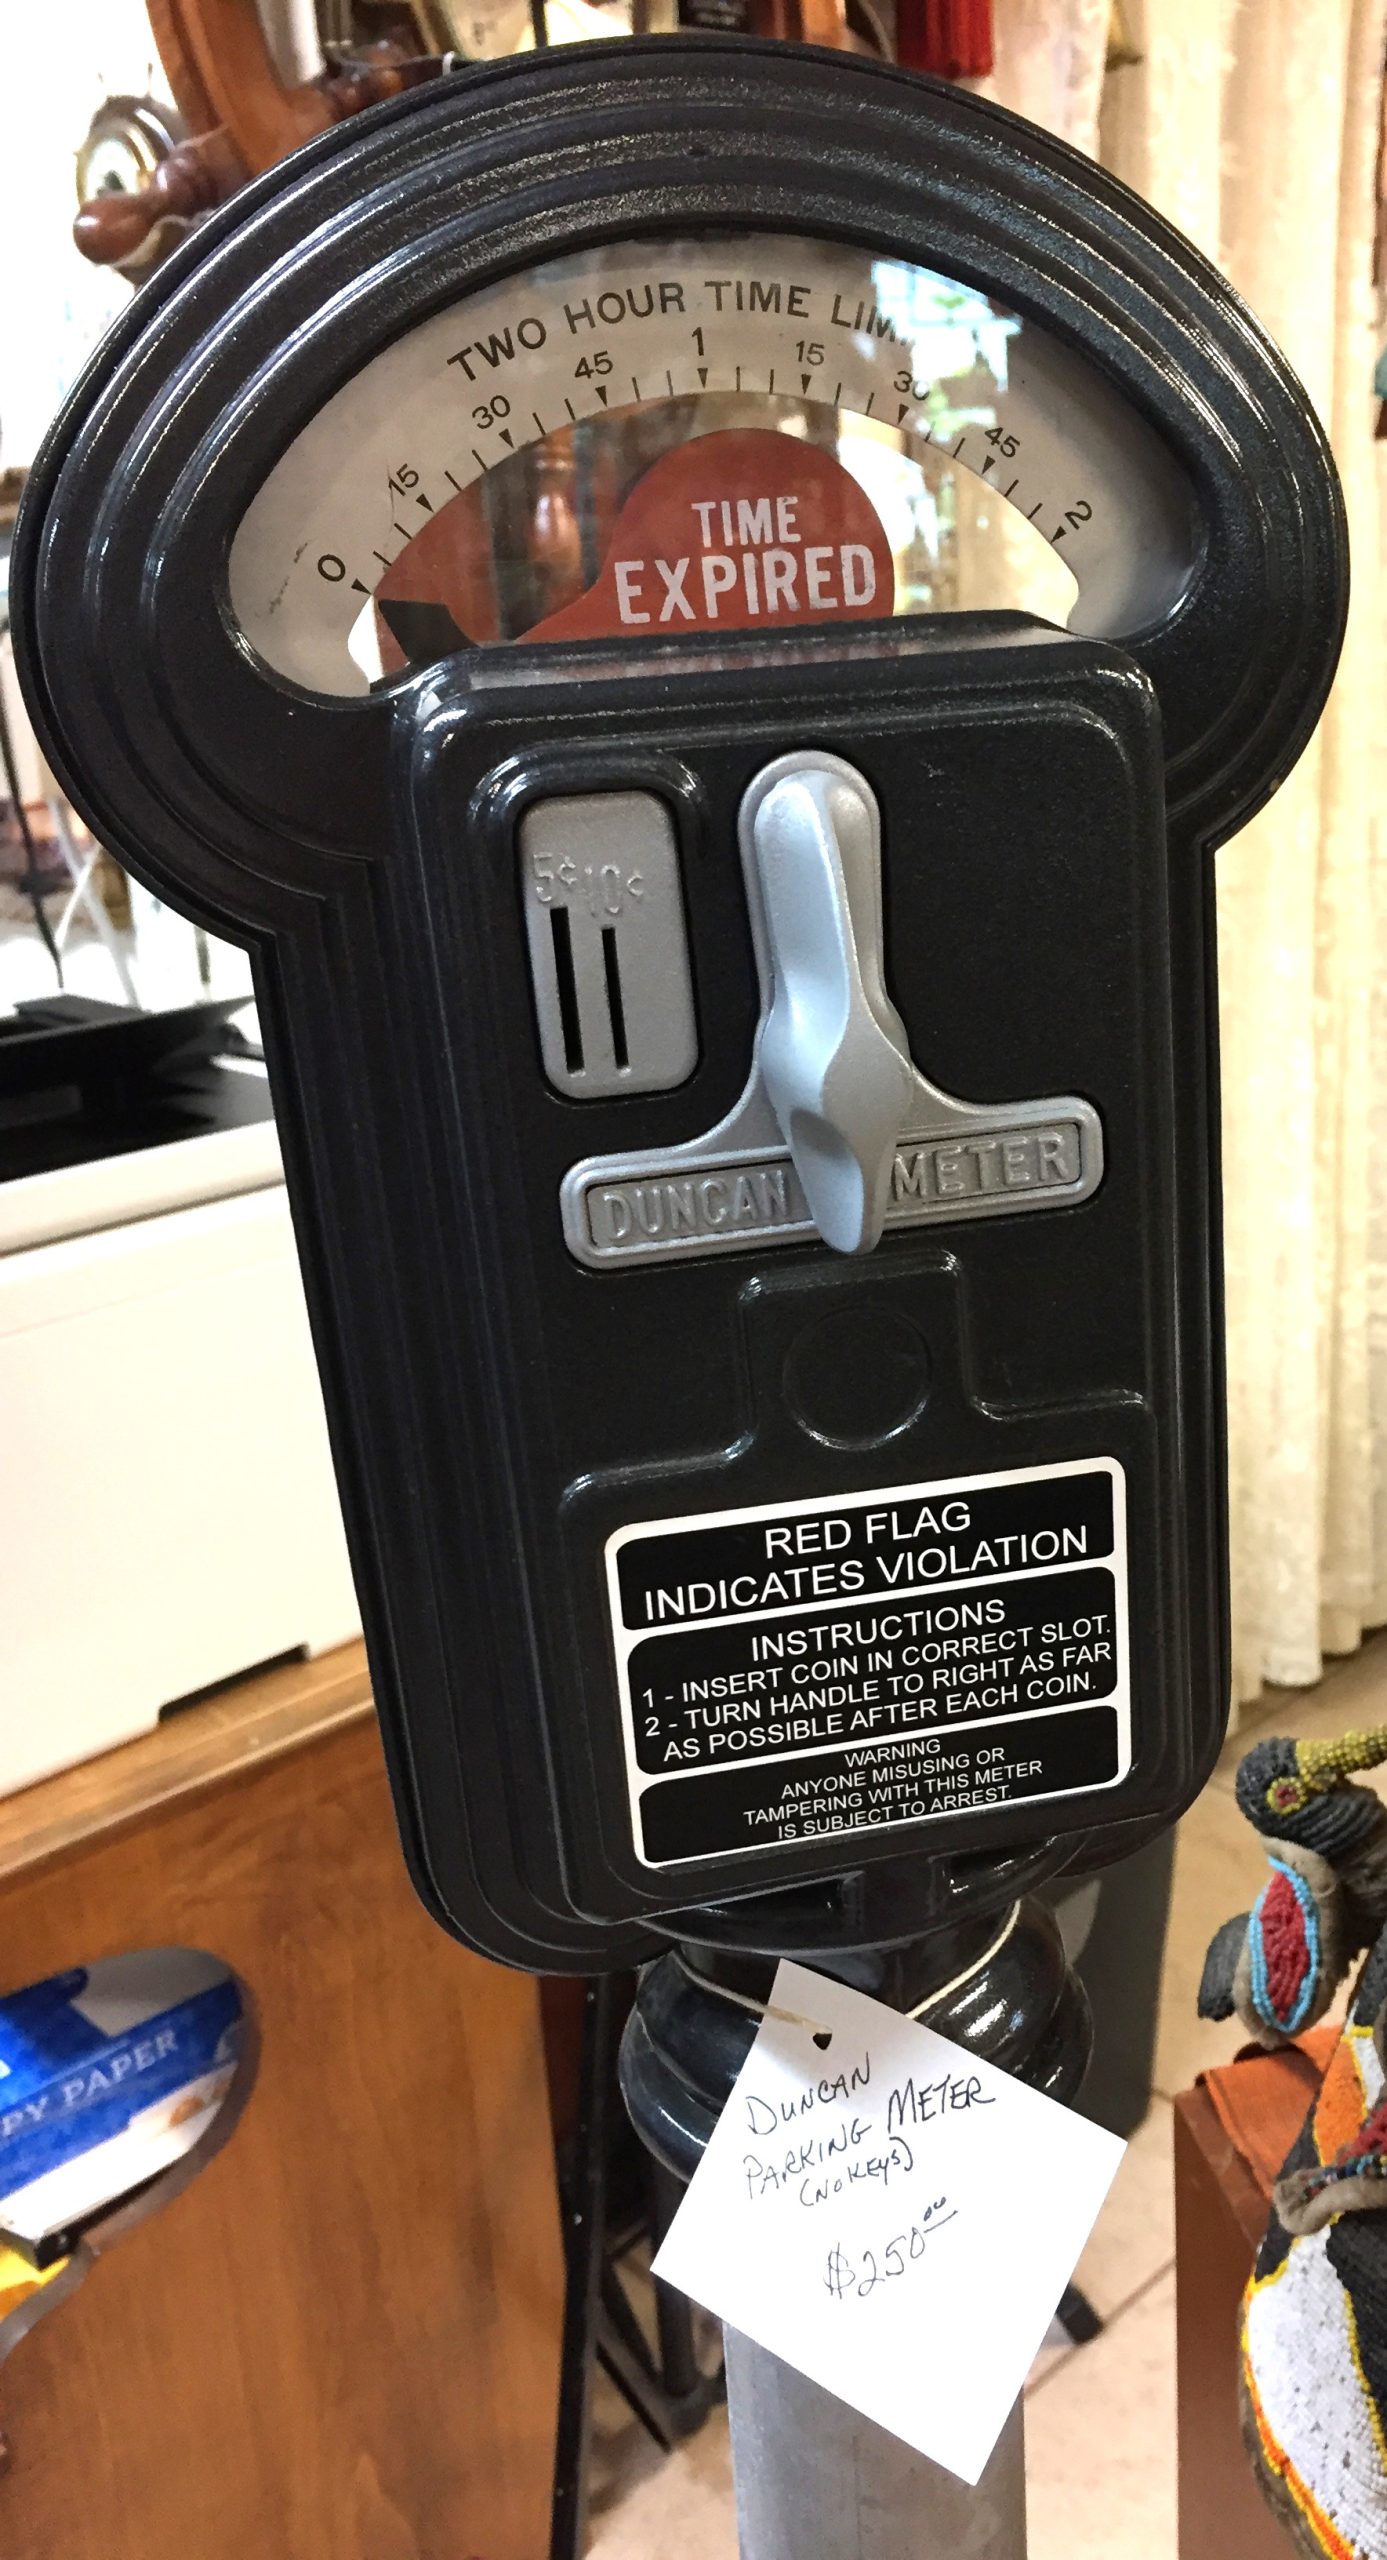 TWO HOUR TIME
0 15 30 45 1 15 30 45 2
TIME
EXPIRED
5¢ 10¢
DUNCAN METER
RED FLAG
INDICATES VIOLATION
INSTRUCTIONS
1 - INSERT COIN IN CORRECT SLOT.
2 - TURN HANDLE TO RIGHT AS FAR
AS POSSIBLE AFTER EACH COIN.
WARNING
ANYONE MISUSING OR
TAMPERING WITH THIS METER
IS SUBJECT TO ARREST.
DUNCAN
PARKING METER
(NO KEYS)
$250.00
PAPER